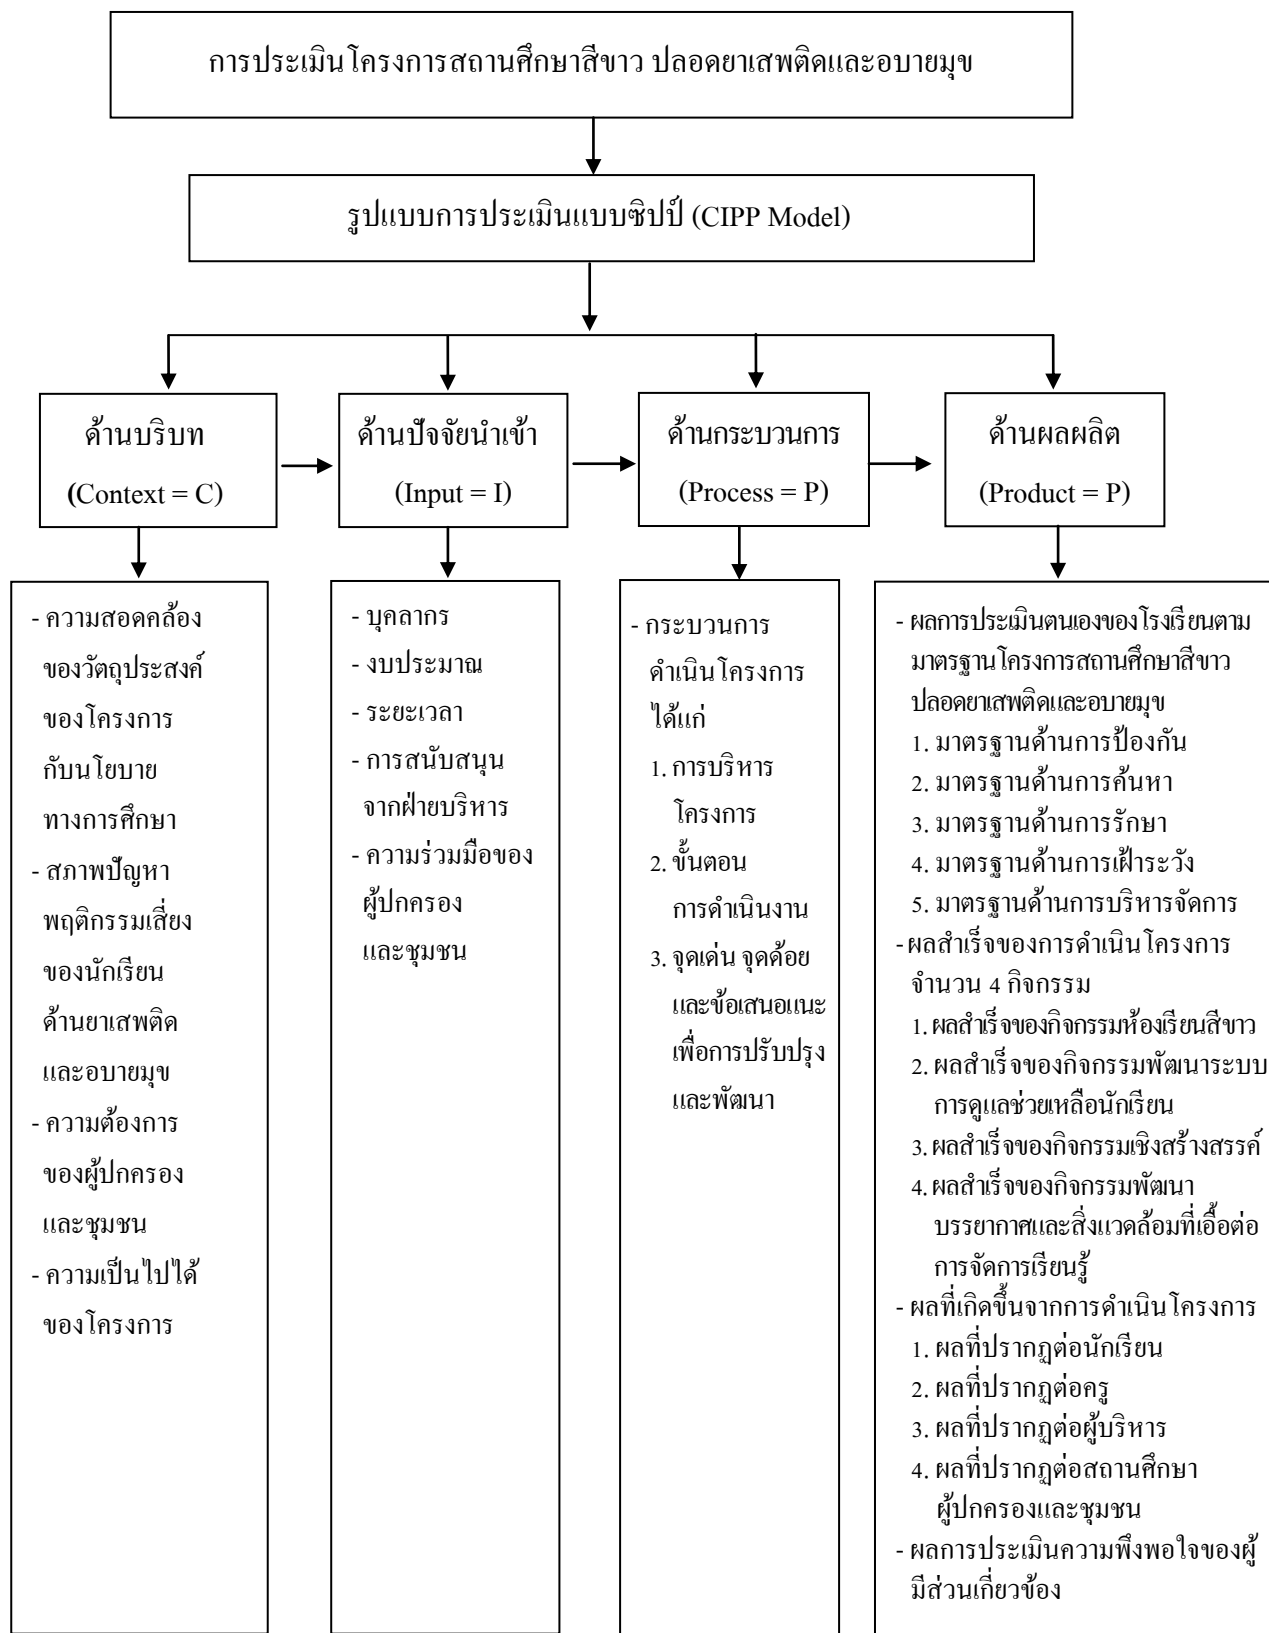 การประเมินโครงการสถานศึกษาสีขาว ปลอดยาเสพติดและอบายมุข
รูปแบบการประเมินแบบซิปป์ (CIPP Model)
ด้านบริบท
(Context = C)
ด้านปัจจัยนำเข้า
(Input = I)
ด้านกระบวนการ
(Process = P)
ด้านผลผลิต
(Product = P)
- ความสอดคล้อง
ของวัตถุประสงค์
ของโครงการ
กับนโยบาย
ทางการศึกษา
- สภาพปัญหา
พฤติกรรมเสี่ยง
ของนักเรียน
ด้านยาเสพติด
และอบายมุข
- ความต้องการ
ของผู้ปกครอง
และชุมชน
- ความเป็นไปได้
ของโครงการ
- บุคลากร
- งบประมาณ
- ระยะเวลา
- การสนับสนุน
จากฝ่ายบริหาร
- ความร่วมมือของ
ผู้ปกครอง
และชุมชน
- กระบวนการ
ดำเนินโครงการ
ได้แก่
1. การบริหาร
โครงการ
2. ขั้นตอน
การดำเนินงาน
3. จุดเด่น จุดด้อย
และข้อเสนอแนะ
เพื่อการปรับปรุง
และพัฒนา
- ผลการประเมินตนเองของโรงเรียนตาม
มาตรฐานโครงการสถานศึกษาสีขาว
ปลอดยาเสพติดและอบายมุข
1. มาตรฐานด้านการป้องกัน
2. มาตรฐานด้านการค้นหา
3. มาตรฐานด้านการรักษา
4. มาตรฐานด้านการเฝ้าระวัง
5. มาตรฐานด้านการบริหารจัดการ
- ผลสำเร็จของการดำเนินโครงการ
จำนวน 4 กิจกรรม
1. ผลสำเร็จของกิจกรรมห้องเรียนสีขาว
2. ผลสำเร็จของกิจกรรมพัฒนาระบบ
การดูแลช่วยเหลือนักเรียน
3. ผลสำเร็จของกิจกรรมเชิงสร้างสรรค์
4. ผลสำเร็จของกิจกรรมพัฒนา
บรรยากาศและสิ่งแวดล้อมที่เอื้อต่อ
การจัดการเรียนรู้
- ผลที่เกิดขึ้นจากการดำเนินโครงการ
1. ผลที่ปรากฏต่อนักเรียน
2. ผลที่ปรากฏต่อครู
3. ผลที่ปรากฏต่อผู้บริหาร
4. ผลที่ปรากฏต่อสถานศึกษา
ผู้ปกครองและชุมชน
- ผลการประเมินความพึงพอใจของผู้
มีส่วนเกี่ยวข้อง